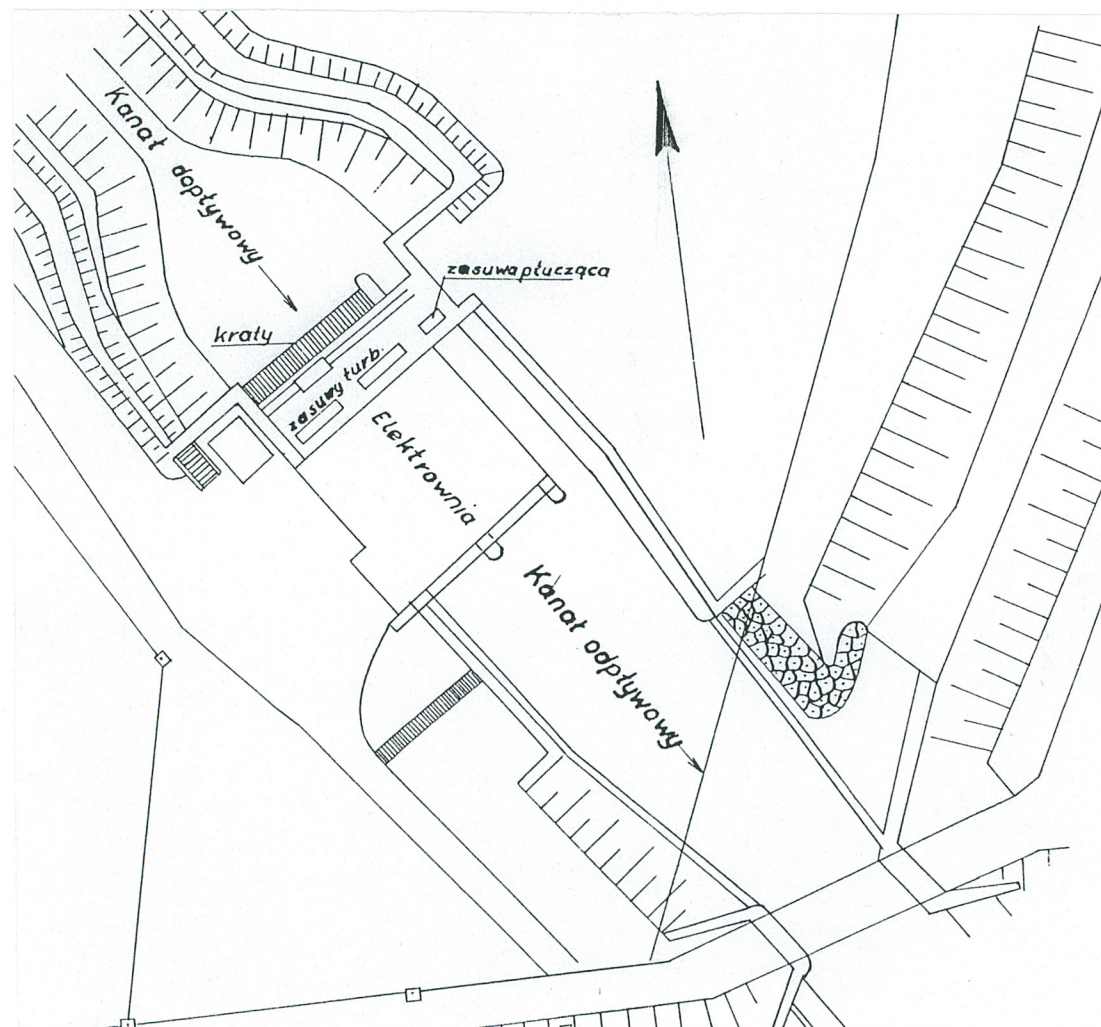 Kanał dopływowy
zasuwa płucząca
kraty
zasuwy turb.
Elektrownia
Kanał odpływowy